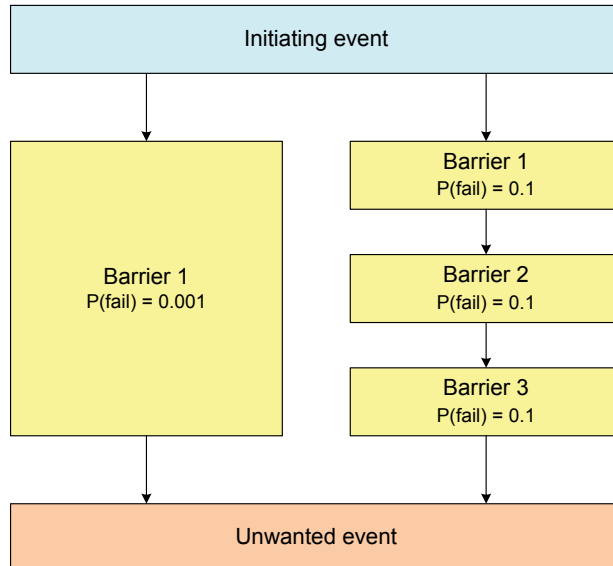 Initiating event
Barrier 1
P(fail) = 0.001
Barrier 1
P(fail) = 0.1
Barrier 2
P(fail) = 0.1
Barrier 3
P(fail) = 0.1
Unwanted event